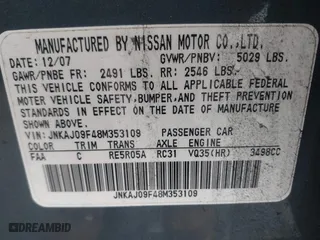 MANUFACTURED BY NISSAN MOTOR CO.,LTD.
DATE: 12/07 GVWR/PNBV: 5029 LBS.
GAWR/PNBE FR: 2491 LBS. RR: 2546 LBS.
THIS VEHICLE CONFORMS TO ALL APPLICABLE FEDERAL
MOTOR VEHICLE SAFETY, BUMPER, AND THEFT PREVENTION
STANDARDS IN EFFECT ON THE DATE OF MANUFACTURE
SHOWN ABOVE.
VIN: JNKAJ09F48M353109 PASSENGER CAR
COLOR TRIM TRANS AXLE ENGINE
FAA C RE5R05A RC31 VQ35(HR) 3498CC
JNKAJ09F48M353109
DREAMBID